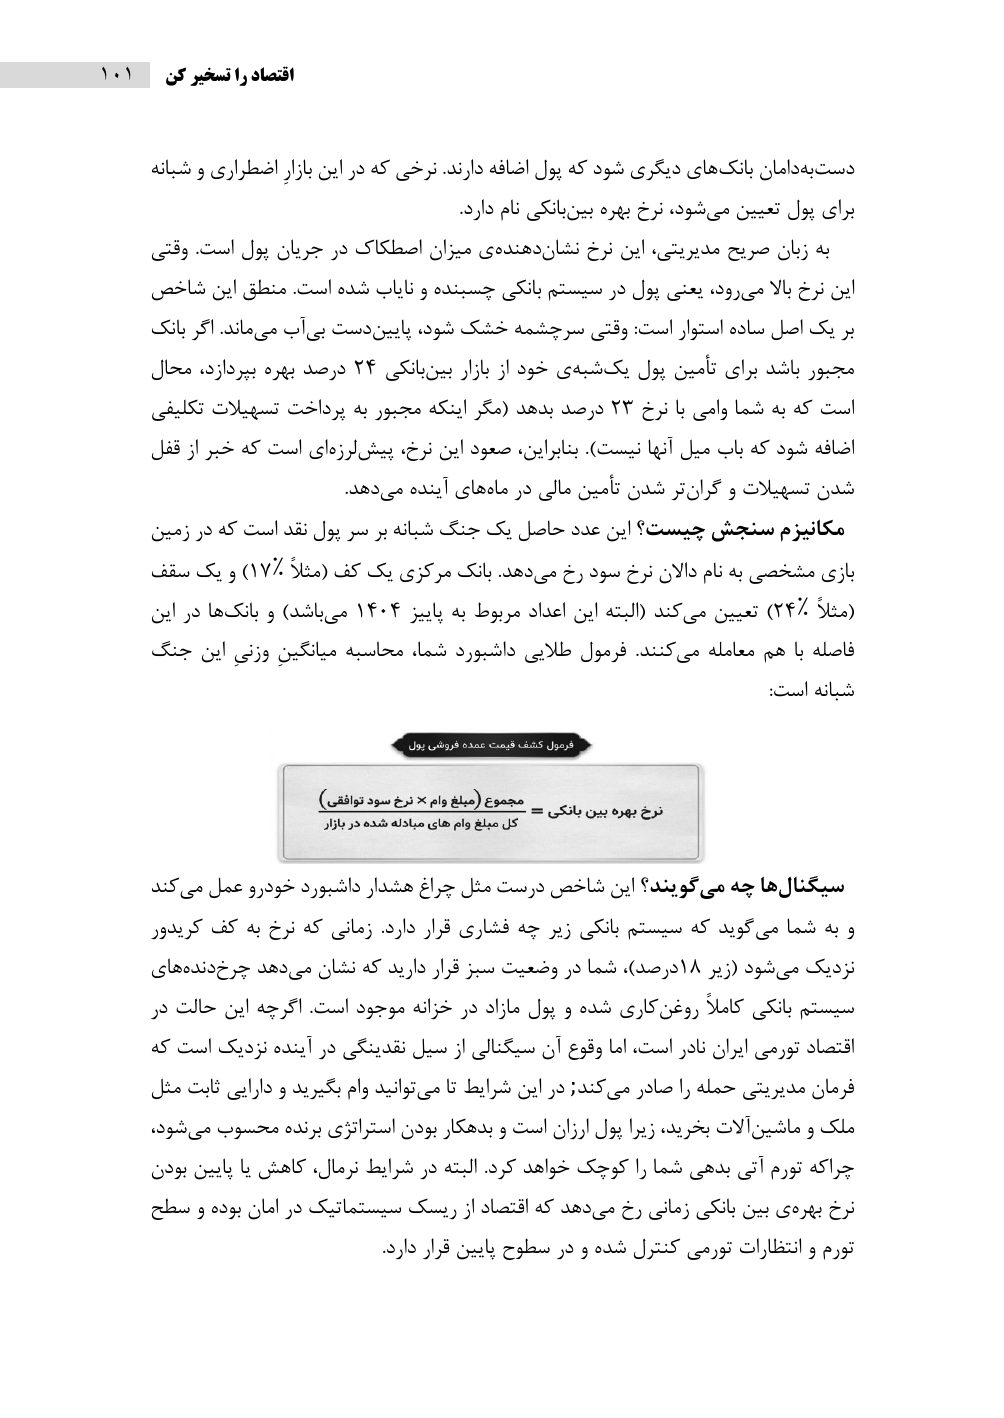 اقتصاد را تسخیر کن ۱۰۱
دست‌به‌دامان بانک‌های دیگری شود که پول اضافه دارند. نرخی که در این بازارِ اضطراری و شبانه
برای پول تعیین می‌شود، نرخ بهره بین‌بانکی نام دارد.
به زبان صریح مدیریتی، این نرخ نشان‌دهنده‌ی میزان اصطکاک در جریان پول است. وقتی
این نرخ بالا می‌رود، یعنی پول در سیستم بانکی چسبنده و نایاب شده است. منطق این شاخص
بر یک اصل ساده استوار است: وقتی سرچشمه خشک شود، پایین‌دست بی‌آب می‌ماند. اگر بانک
مجبور باشد برای تأمین پول یک‌شبه‌ی خود از بازار بین‌بانکی ۲۴ درصد بهره بپردازد، محال
است که به شما وامی با نرخ ۲۳ درصد بدهد (مگر اینکه مجبور به پرداخت تسهیلات تکلیفی
اضافه شود که باب میل آنها نیست). بنابراین، صعود این نرخ، پیش‌لرزه‌ای است که خبر از قفل
شدن تسهیلات و گران‌تر شدن تأمین مالی در ماه‌های آینده می‌دهد.
مکانیزم سنجش چیست؟ این عدد حاصل یک جنگ شبانه بر سر پول نقد است که در زمین
بازی مشخصی به نام دالان نرخ سود رخ می‌دهد. بانک مرکزی یک کف (مثلاً ۱۷٪) و یک سقف
(مثلاً ۲۴٪) تعیین می‌کند (البته این اعداد مربوط به پاییز ۱۴۰۴ می‌باشد) و بانک‌ها در این
فاصله با هم معامله می‌کنند. فرمول طلایی داشبورد شما، محاسبه میانگینِ وزنیِ این جنگ
شبانه است:
فرمول کشف قیمت عمده فروشی پول
مجموع (مبلغ وام × نرخ سود توافقی)
نرخ بهره بین بانکی =
کل مبلغ وام های مبادله شده در بازار
سیگنال‌ها چه می‌گویند؟ این شاخص درست مثل چراغ هشدار داشبورد خودرو عمل می‌کند
و به شما می‌گوید که سیستم بانکی زیر چه فشاری قرار دارد. زمانی که نرخ به کف کریدور
نزدیک می‌شود (زیر ۱۸درصد)، شما در وضعیت سبز قرار دارید که نشان می‌دهد چرخ‌دنده‌های
سیستم بانکی کاملاً روغن‌کاری شده و پول مازاد در خزانه موجود است. اگرچه این حالت در
اقتصاد تورمی ایران نادر است، اما وقوع آن سیگنالی از سیل نقدینگی در آینده نزدیک است که
فرمان مدیریتی حمله را صادر می‌کند; در این شرایط تا می‌توانید وام بگیرید و دارایی ثابت مثل
ملک و ماشین‌آلات بخرید، زیرا پول ارزان است و بدهکار بودن استراتژی برنده محسوب می‌شود،
چراکه تورم آتی بدهی شما را کوچک خواهد کرد. البته در شرایط نرمال، کاهش یا پایین بودن
نرخ بهره‌ی بین بانکی زمانی رخ می‌دهد که اقتصاد از ریسک سیستماتیک در امان بوده و سطح
تورم و انتظارات تورمی کنترل شده و در سطوح پایین قرار دارد.